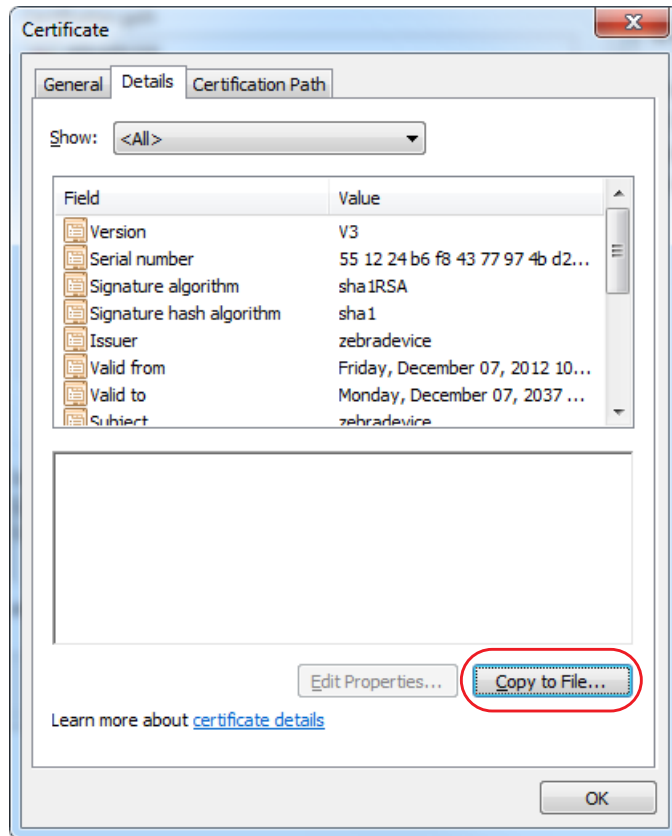 Certificate
General Details Certification Path
Show: <All>
Field Value
Version V3
Serial number 55 12 24 b6 f8 43 77 97 4b d2...
Signature algorithm sha1RSA
Signature hash algorithm sha1
Issuer zebradevice
Valid from Friday, December 07, 2012 10...
Valid to Monday, December 07, 2037 ...
Subject zebradevice
Edit Properties... Copy to File...
Learn more about certificate details
OK